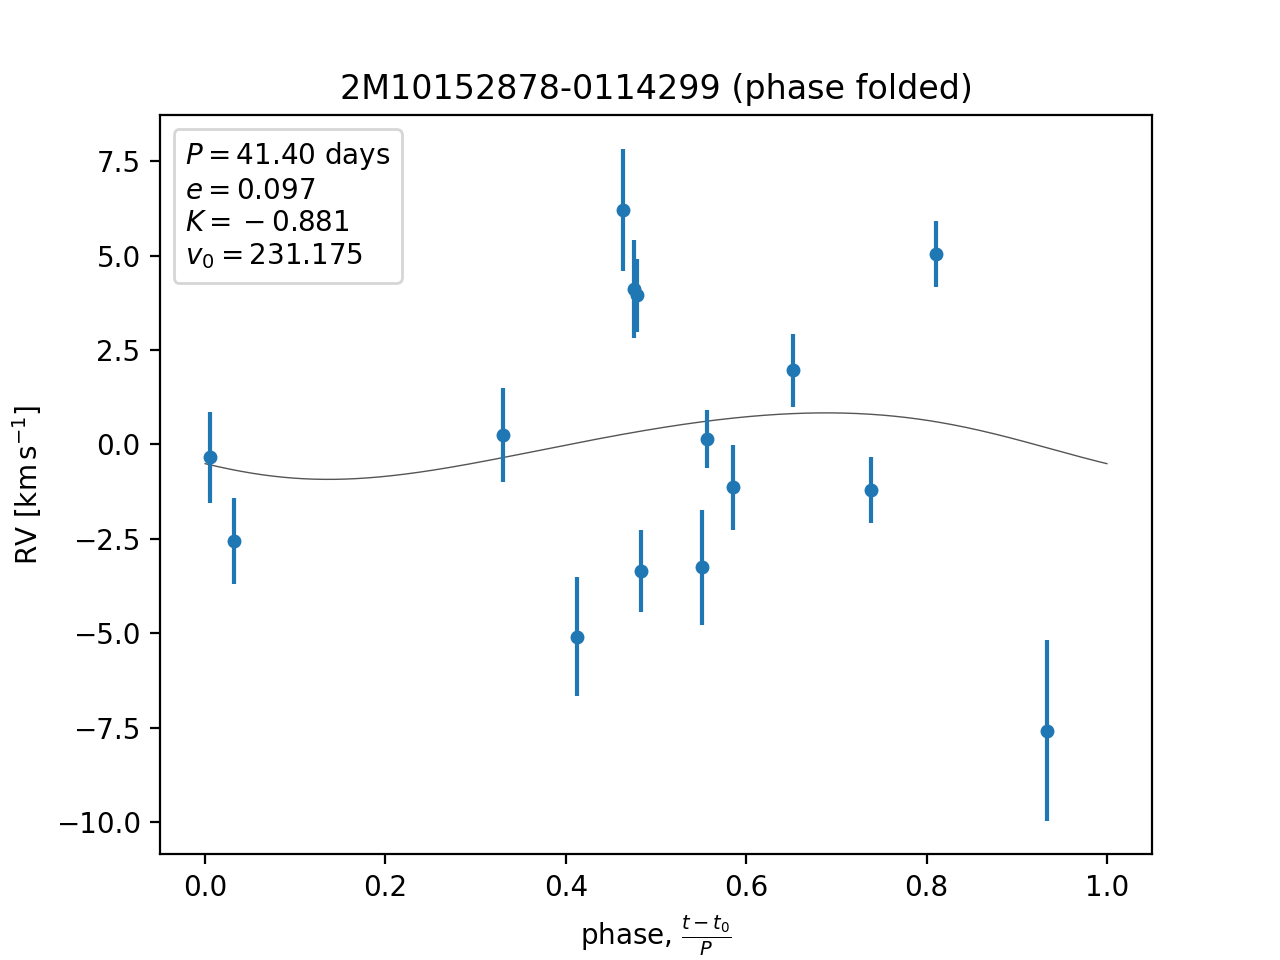 2M10152878-0114299 (phase folded)
P = 41.40 days
e = 0.097
K = −0.881
v₀ = 231.175
7.5
5.0
2.5
0.0
−2.5
−5.0
−7.5
−10.0
RV [km s⁻¹]
0.0 0.2 0.4 0.6 0.8 1.0
phase, (t − t₀)/P